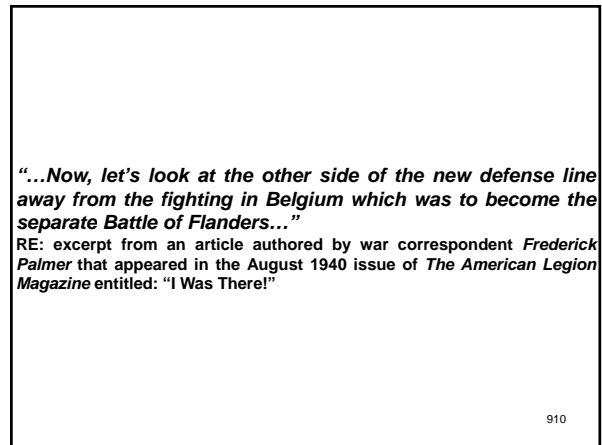 “…Now, let’s look at the other side of the new defense line
away from the fighting in Belgium which was to become the
separate Battle of Flanders…”
RE: excerpt from an article authored by war correspondent Frederick
Palmer that appeared in the August 1940 issue of The American Legion
Magazine entitled: “I Was There!”
910